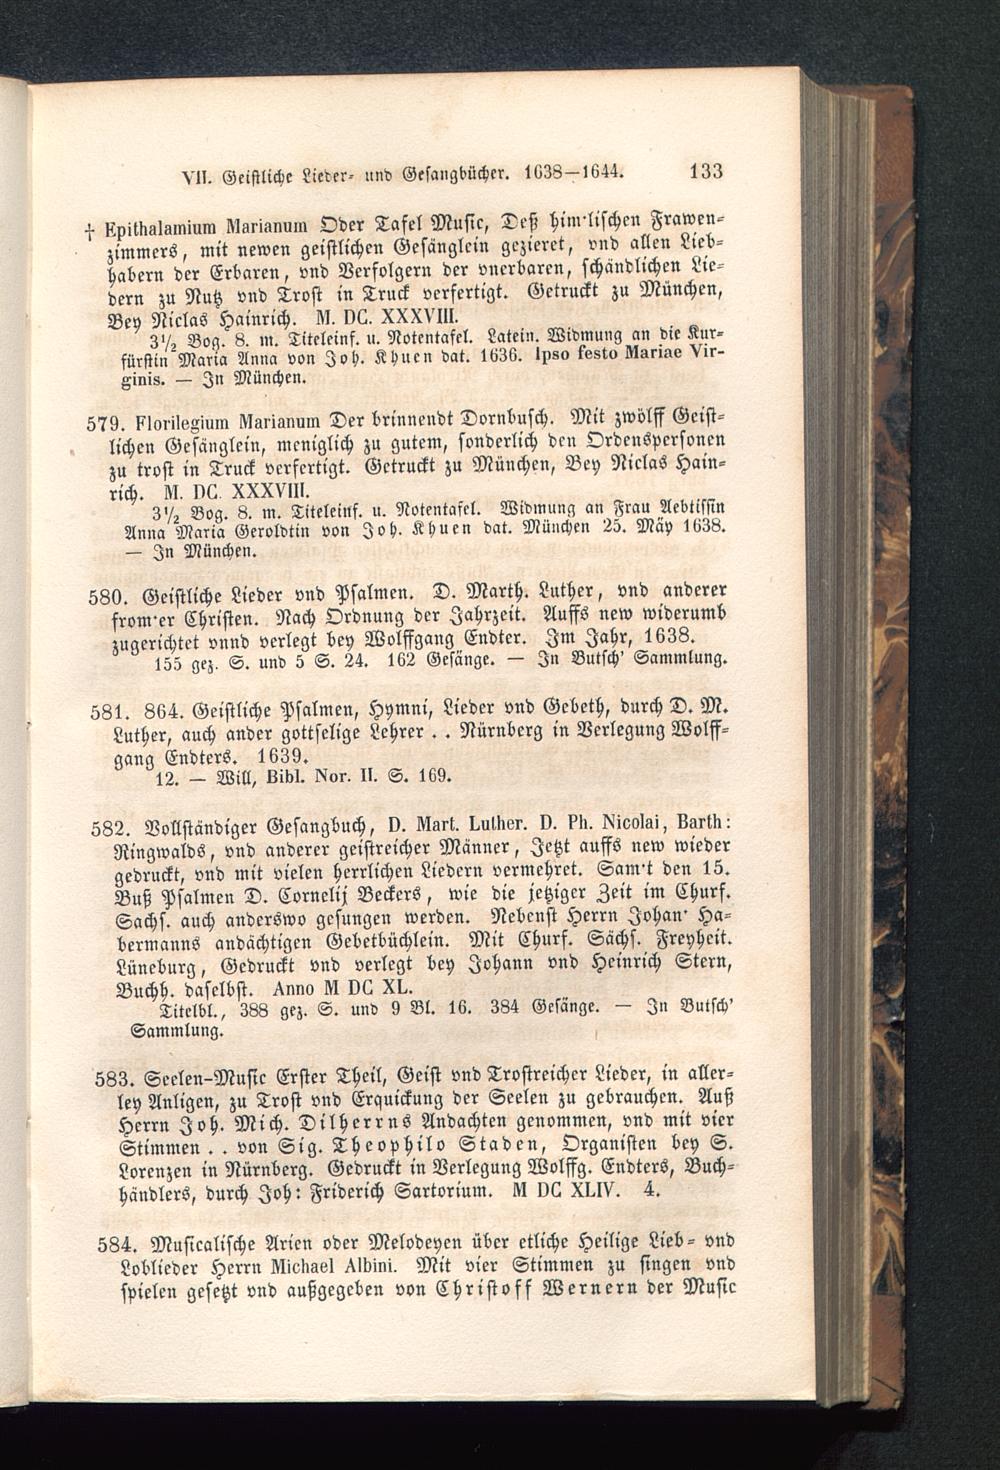 VII. Geistliche Lieder- und Gesangbücher. 1638–1644. 133
† Epithalamium Marianum Oder Tafel Music, Deß him·lischen Frawen-
zimmers, mit newen geistlichen Gesänglein gezieret, vnd allen Lieb-
habern der Erbaren, vnd Verfolgern der vnerbaren, schändlichen Lie-
dern zu Nutz vnd Trost in Truck verfertigt. Getruckt zu München,
Bey Niclas Hainrich. M. DC. XXXVIII.
3½ Bog. 8. m. Titeleinf. u. Notentafel. Latein. Widmung an die Kur-
fürstin Maria Anna von Joh. Khuen dat. 1636. Ipso festo Mariae Vir-
ginis. — In München.
579. Florilegium Marianum Der brinnendt Dornbusch. Mit zwölff Geist-
lichen Gesänglein, meniglich zu gutem, sonderlich den Ordenspersonen
zu trost in Truck verfertigt. Getruckt zu München, Bey Niclas Hain-
rich. M. DC. XXXVIII.
3½ Bog. 8. m. Titeleinf. u. Notentafel. Widmung an Frau Aebtissin
Anna Maria Geroldtin von Joh. Khuen dat. München 25. Mäy 1638.
— In München.
580. Geistliche Lieder vnd Psalmen. D. Marth. Luther, vnd anderer
from·er Christen. Nach Ordnung der Jahrzeit. Auffs new widerumb
zugerichtet vnnd verlegt bey Wolffgang Endter. Im Jahr, 1638.
155 gez. S. und 5 S. 24. 162 Gesänge. — In Butsch' Sammlung.
581. 864. Geistliche Psalmen, Hymni, Lieder vnd Gebeth, durch D. M.
Luther, auch ander gottselige Lehrer . . Nürnberg in Verlegung Wolff-
gang Endters. 1639.
12. — Will, Bibl. Nor. II. S. 169.
582. Vollständiger Gesangbuch, D. Mart. Luther. D. Ph. Nicolai, Barth:
Ringwalds, vnd anderer geistreicher Männer, Jetzt auffs new wieder
gedruckt, vnd mit vielen herrlichen Liedern vermehret. Sam·t den 15.
Buß Psalmen D. Cornelij Beckers, wie die jetziger Zeit im Churf.
Sachs. auch anderswo gesungen werden. Nebenst Herrn Johan· Ha-
bermanns andächtigen Gebetbüchlein. Mit Churf. Sächs. Freyheit.
Lüneburg, Gedruckt vnd verlegt bey Johann vnd Heinrich Stern,
Buchh. daselbst. Anno M DC XL.
Titelbl., 388 gez. S. und 9 Bl. 16. 384 Gesänge. — In Butsch'
Sammlung.
583. Seelen-Music Erster Theil, Geist vnd Trostreicher Lieder, in aller-
ley Anligen, zu Trost vnd Erquickung der Seelen zu gebrauchen. Auß
Herrn Joh. Mich. Dilherrns Andachten genommen, vnd mit vier
Stimmen . . von Sig. Theophilo Staden, Organisten bey S.
Lorenzen in Nürnberg. Gedruckt in Verlegung Wolffg. Endters, Buch-
händlers, durch Joh: Friderich Sartorium. M DC XLIV. 4.
584. Musicalische Arien oder Melodeyen über etliche Heilige Lieb- vnd
Loblieder Herrn Michael Albini. Mit vier Stimmen zu singen vnd
spielen gesetzt vnd außgegeben von Christoff Wernern der Music